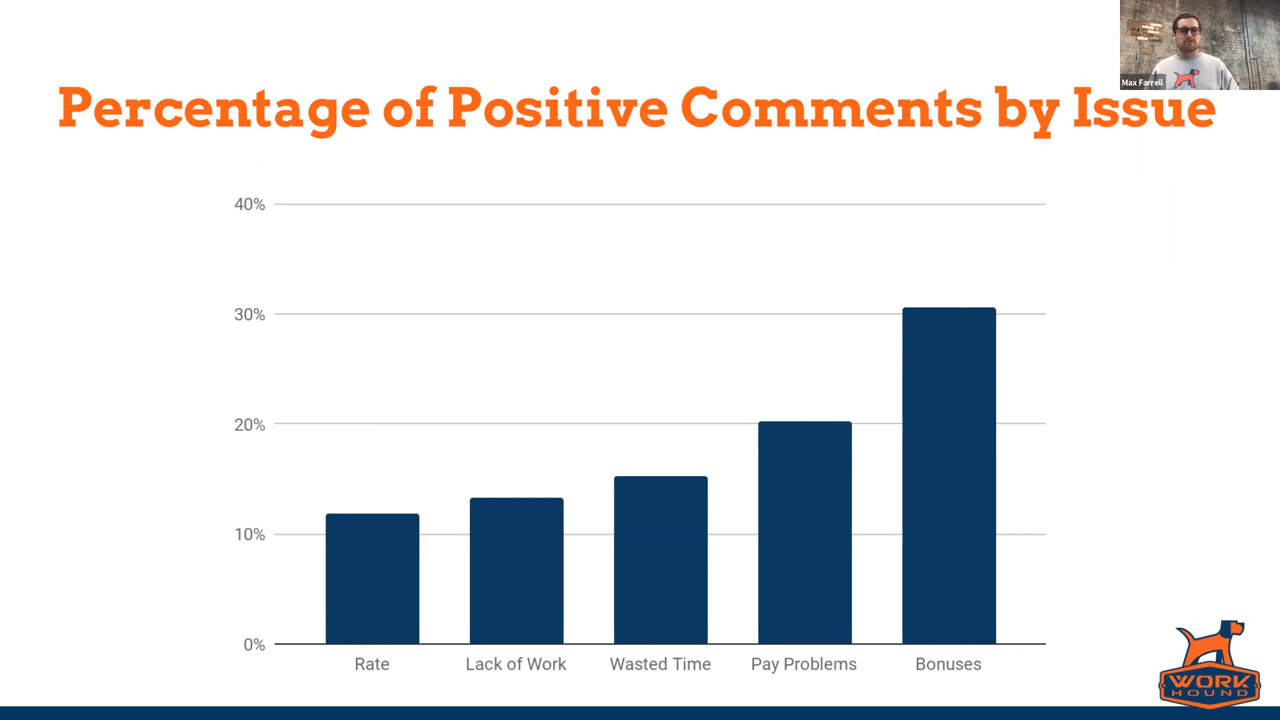 Max Farrell
Percentage of Positive Comments by Issue
40%
30%
20%
10%
0%
Rate
Lack of Work
Wasted Time
Pay Problems
Bonuses
WORK
HOUND